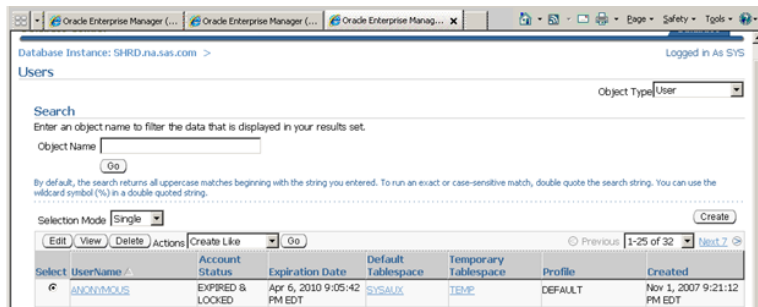 Oracle Enterprise Manager (... Oracle Enterprise Manager (... Oracle Enterprise Manag... Page Safety Tools
Database Instance: SHRD.na.sas.com > Logged in As SYS
Users
Object Type User
Search
Enter an object name to filter the data that is displayed in your results set.
Object Name
Go
By default, the search returns all uppercase matches beginning with the string you entered. To run an exact or case-sensitive match, double quote the search string. You can use the
wildcard symbol (%) in a double quoted string.
Selection Mode Single Create
Edit View Delete Actions Create Like Go Previous 1-25 of 32 Next 7
Account Default Temporary
Select UserName Status Expiration Date Tablespace Tablespace Profile Created
ANONYMOUS EXPIRED & Apr 6, 2010 9:05:42 SYSAUX TEMP DEFAULT Nov 1, 2007 9:21:12
LOCKED PM EDT PM EDT